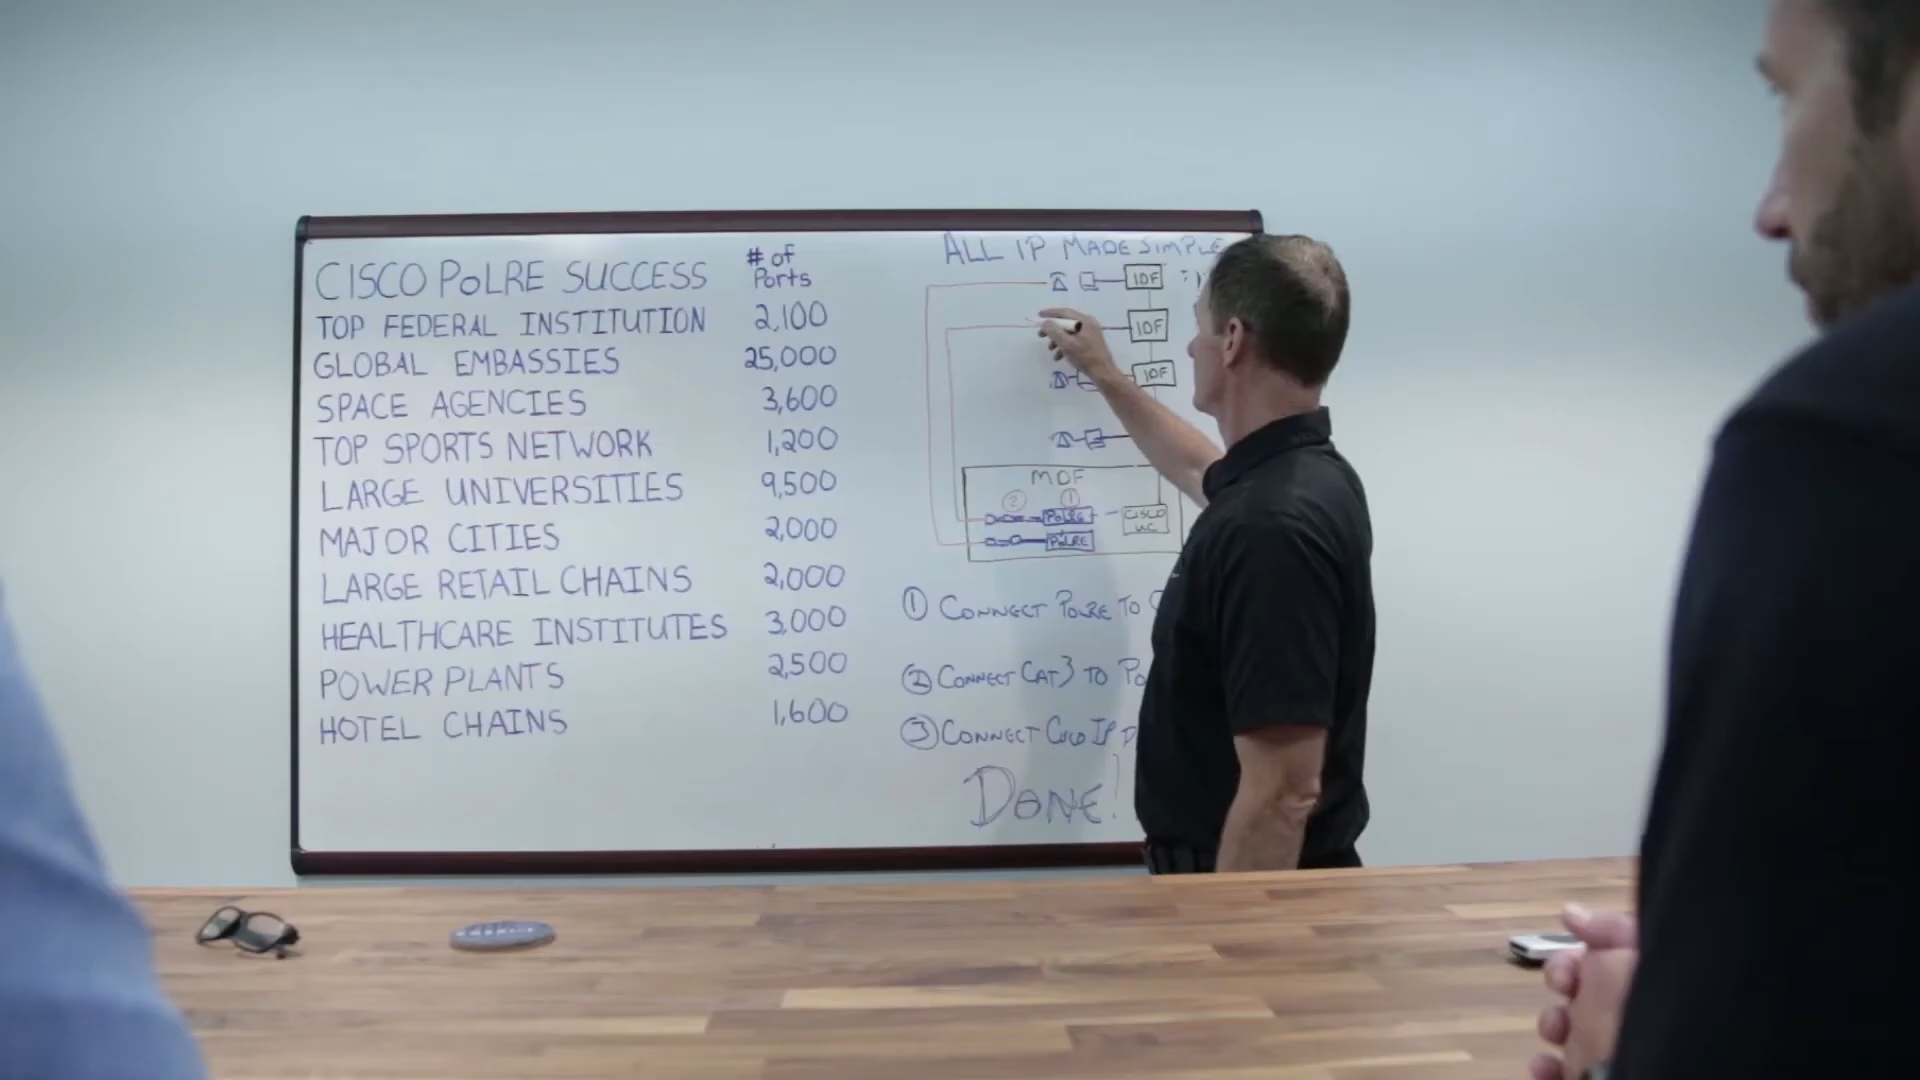 CISCO PoLRE SUCCESS
# of
Ports
TOP FEDERAL INSTITUTION 2,100
GLOBAL EMBASSIES 25,000
SPACE AGENCIES 3,600
TOP SPORTS NETWORK 1,200
LARGE UNIVERSITIES 9,500
MAJOR CITIES 2,000
LARGE RETAIL CHAINS 2,000
HEALTHCARE INSTITUTES 3,000
POWER PLANTS 2,500
HOTEL CHAINS 1,600
ALL IP MADE SIMPLE
IDF
IDF
IDF
MDF
② ①
PoLRE
CISCO
UC
PoLRE
① CONNECT POLRE TO
② CONNECT CAT3 TO
③ CONNECT CISCO IP
DONE!